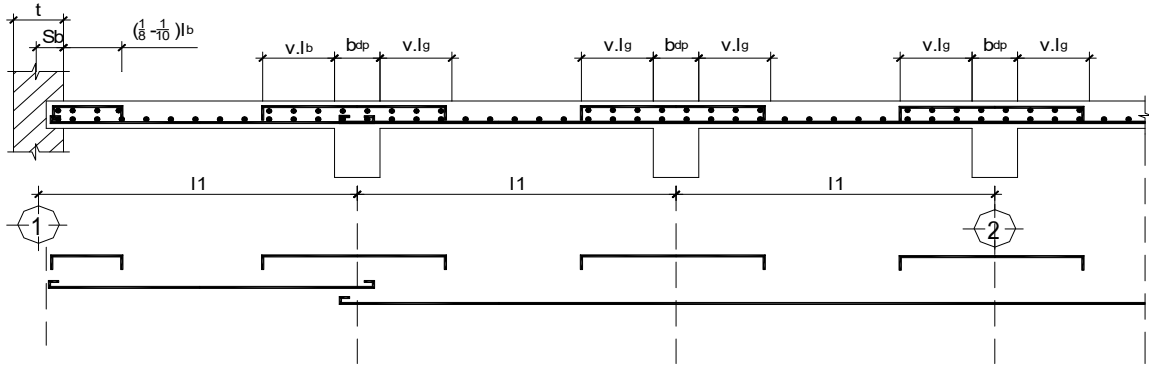 t
Sb
(1/8 - 1/10)lb
v.lb bdp v.lg
v.lg bdp v.lg
v.lg bdp v.lg
l1 l1 l1
1 2